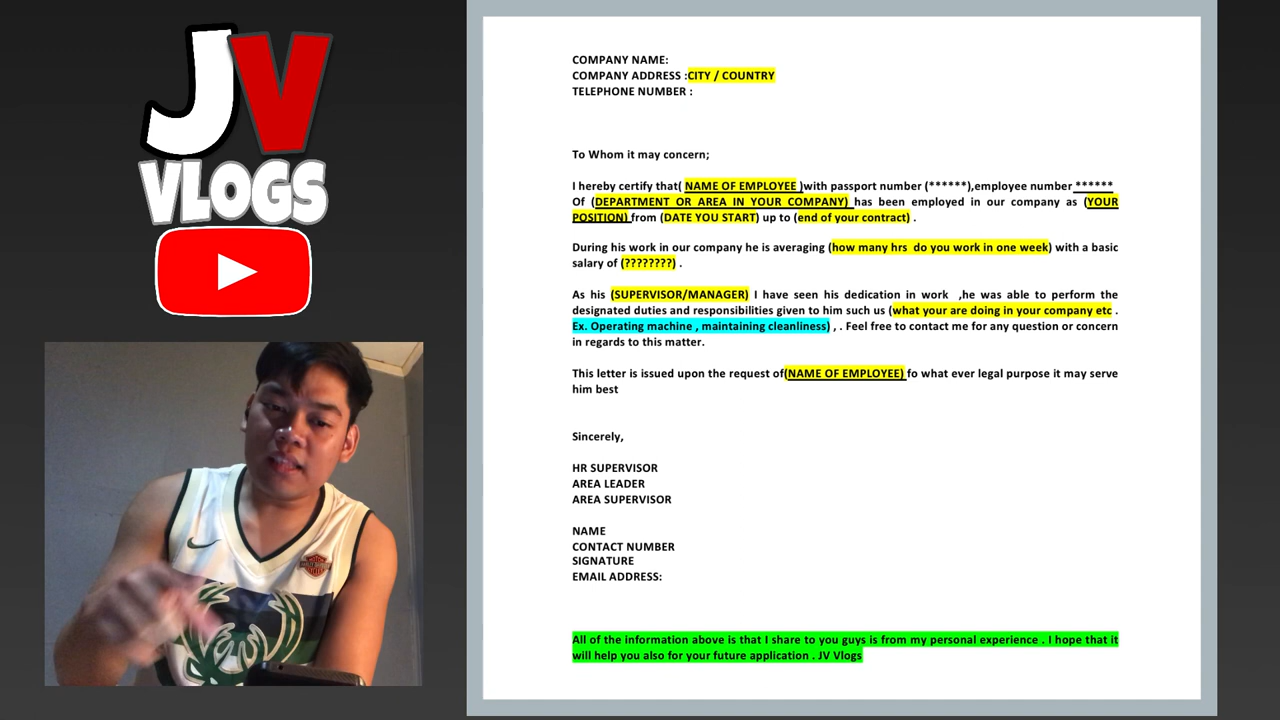 JV
VLOGS
COMPANY NAME:
COMPANY ADDRESS :CITY / COUNTRY
TELEPHONE NUMBER :
To Whom it may concern;
I hereby certify that( NAME OF EMPLOYEE )with passport number (******),employee number ******
Of (DEPARTMENT OR AREA IN YOUR COMPANY) has been employed in our company as (YOUR
POSITION) from (DATE YOU START) up to (end of your contract) .
During his work in our company he is averaging (how many hrs do you work in one week) with a basic
salary of (????????) .
As his (SUPERVISOR/MANAGER) I have seen his dedication in work ,he was able to perform the
designated duties and responsibilities given to him such us (what your are doing in your company etc .
Ex. Operating machine , maintaining cleanliness) , . Feel free to contact me for any question or concern
in regards to this matter.
This letter is issued upon the request of(NAME OF EMPLOYEE) fo what ever legal purpose it may serve
him best
Sincerely,
HR SUPERVISOR
AREA LEADER
AREA SUPERVISOR
NAME
CONTACT NUMBER
SIGNATURE
EMAIL ADDRESS:
All of the information above is that I share to you guys is from my personal experience . I hope that it
will help you also for your future application . JV Vlogs